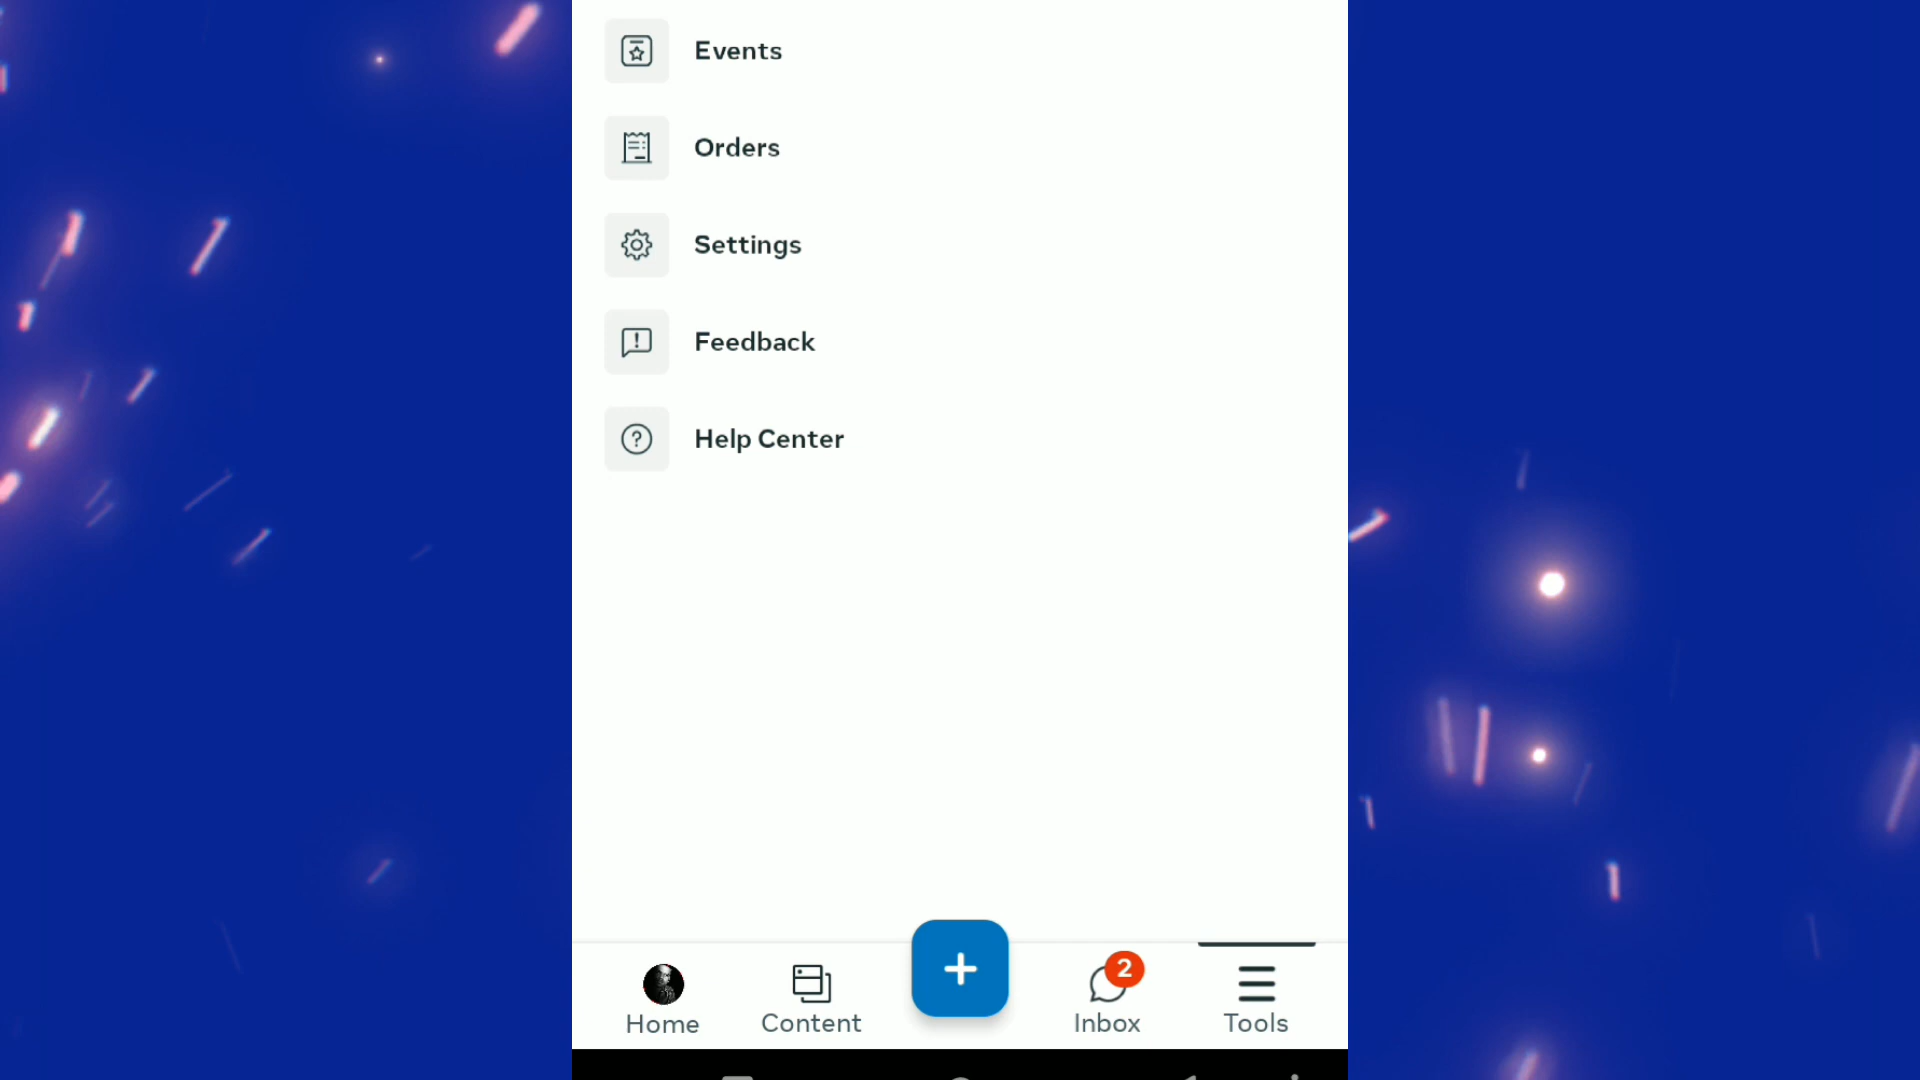 Events
Orders
Settings
Feedback
Help Center
2
Home
Content
Inbox
Tools